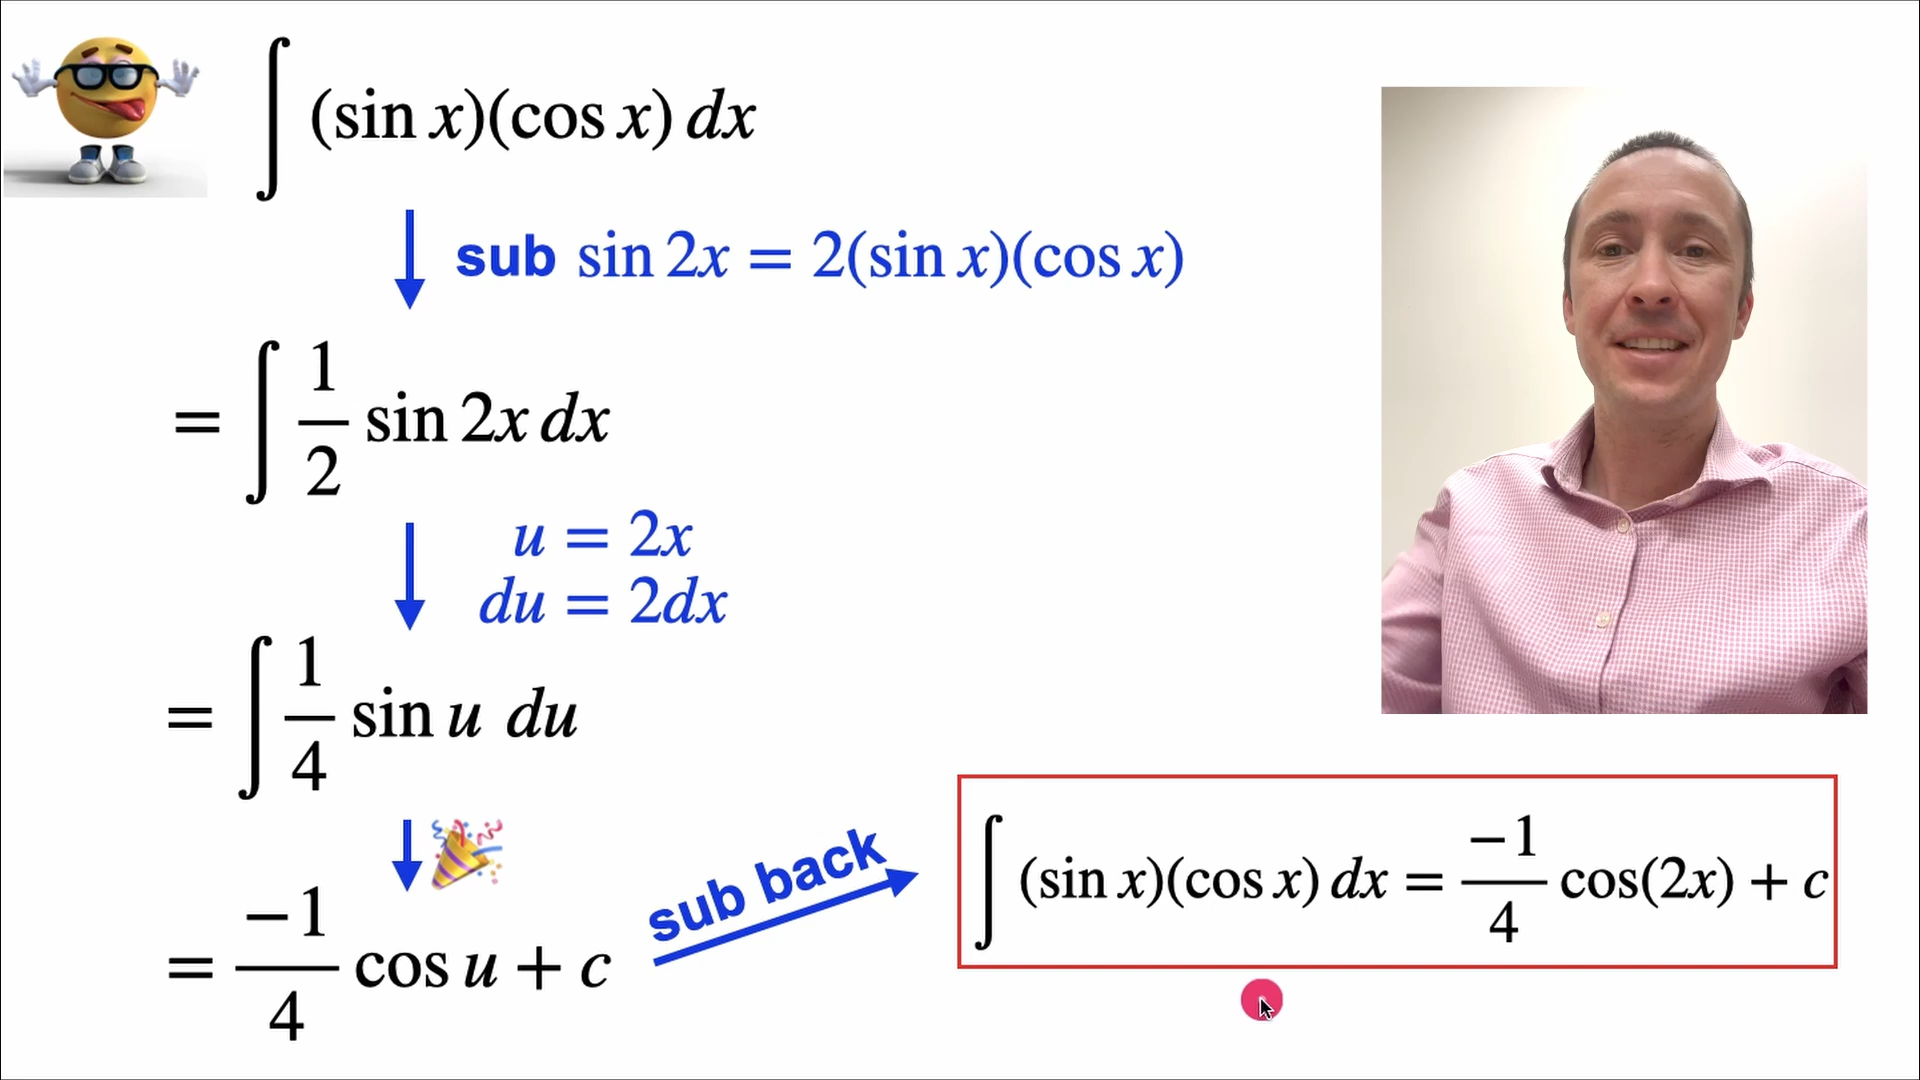 ∫ (sin x)(cos x) dx
sub sin 2x = 2(sin x)(cos x)
= ∫ 1/2 sin 2x dx
u = 2x
du = 2dx
= ∫ 1/4 sin u du
= −1/4 cos u + c
sub back
∫ (sin x)(cos x) dx = −1/4 cos(2x) + c